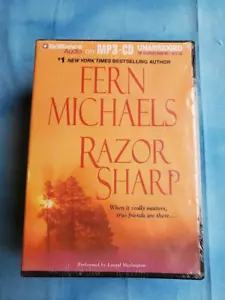 Brilliance Audio on MP3-CD UNABRIDGED
#1 NEW YORK TIMES BESTSELLING AUTHOR
FERN
MICHAELS
RAZOR
SHARP
When it really matters,
true friends are there...
Performed by Laural Merlington